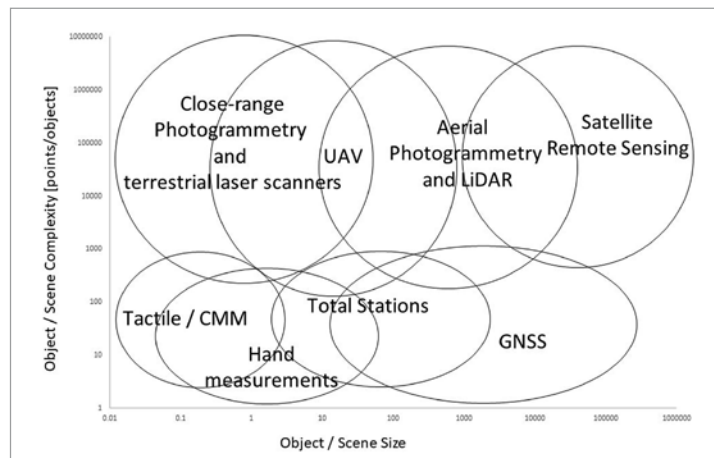 Object / Scene Complexity [points/objects]
10000000
1000000
100000
10000
1000
100
10
1
Close-range
Photogrammetry
and
terrestrial laser scanners
UAV
Aerial
Photogrammetry
and LiDAR
Satellite
Remote Sensing
Tactile / CMM
Hand
measurements
Total Stations
GNSS
0.01 0.1 1 10 100 1000 10000 100000 1000000
Object / Scene Size